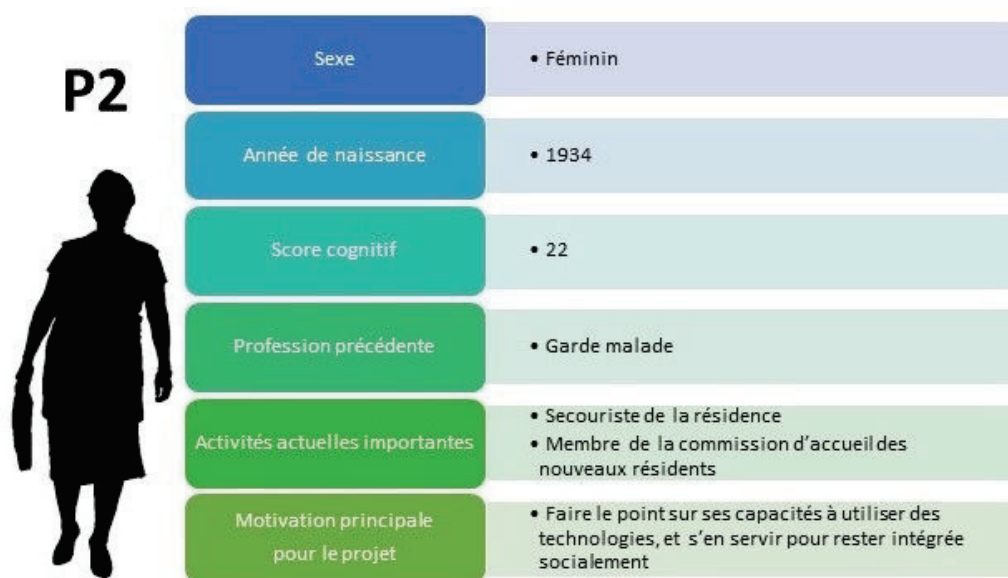 P2
Sexe
• Féminin
Année de naissance
• 1934
Score cognitif
• 22
Profession précédente
• Garde malade
Activités actuelles importantes
• Secouriste de la résidence
• Membre de la commission d'accueil des
nouveaux résidents
Motivation principale
pour le projet
• Faire le point sur ses capacités à utiliser des
technologies, et s'en servir pour rester intégrée
socialement